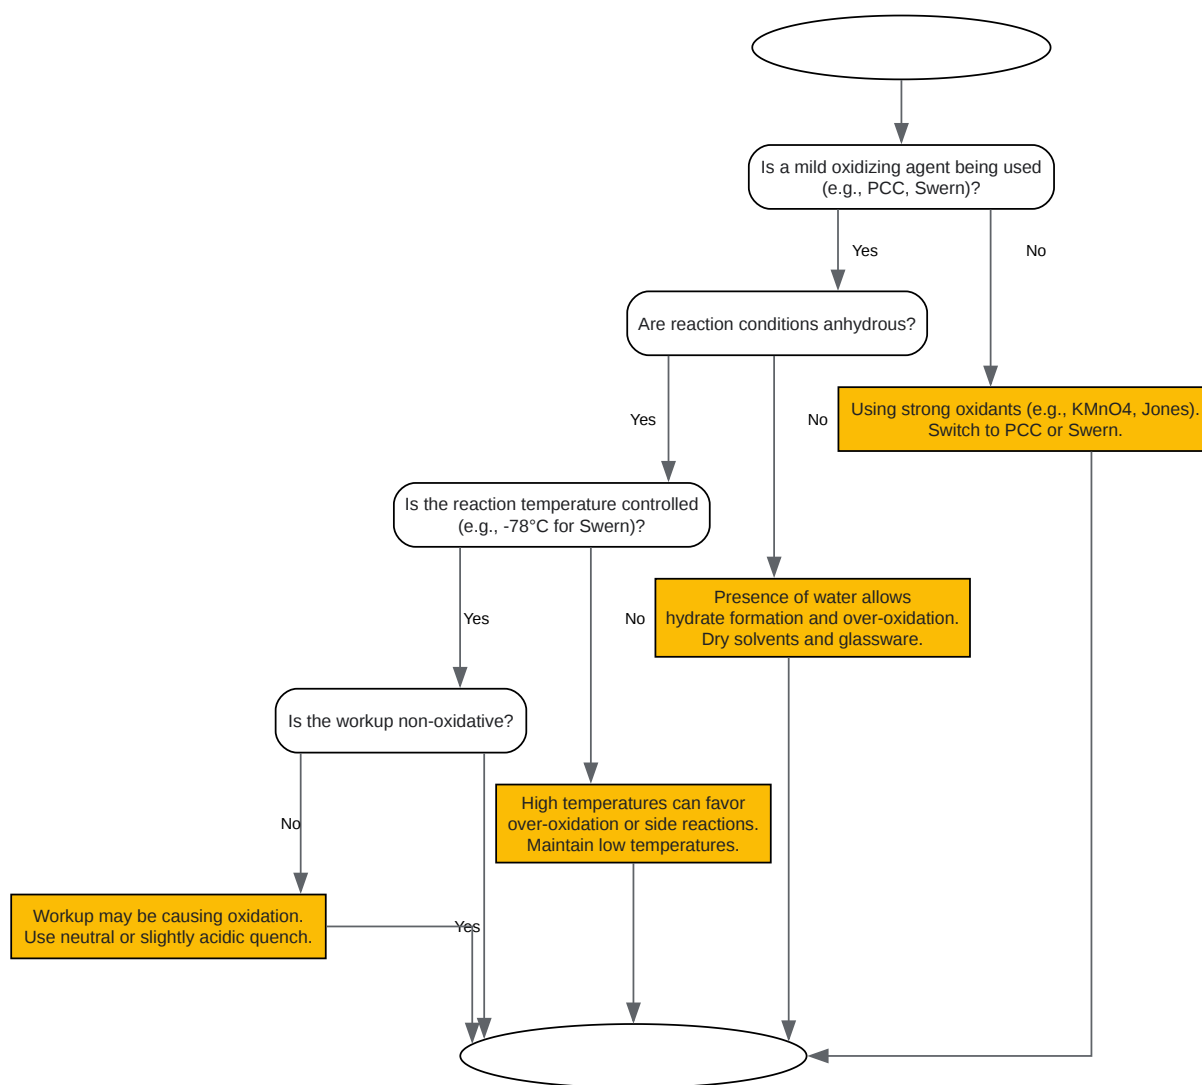 Is a mild oxidizing agent being used
(e.g., PCC, Swern)?
Yes
No
Are reaction conditions anhydrous?
Yes
No
Using strong oxidants (e.g., KMnO4, Jones).
Switch to PCC or Swern.
Is the reaction temperature controlled
(e.g., -78°C for Swern)?
Yes
No
Presence of water allows
hydrate formation and over-oxidation.
Dry solvents and glassware.
Is the workup non-oxidative?
No
Yes
High temperatures can favor
over-oxidation or side reactions.
Maintain low temperatures.
Workup may be causing oxidation.
Use neutral or slightly acidic quench.